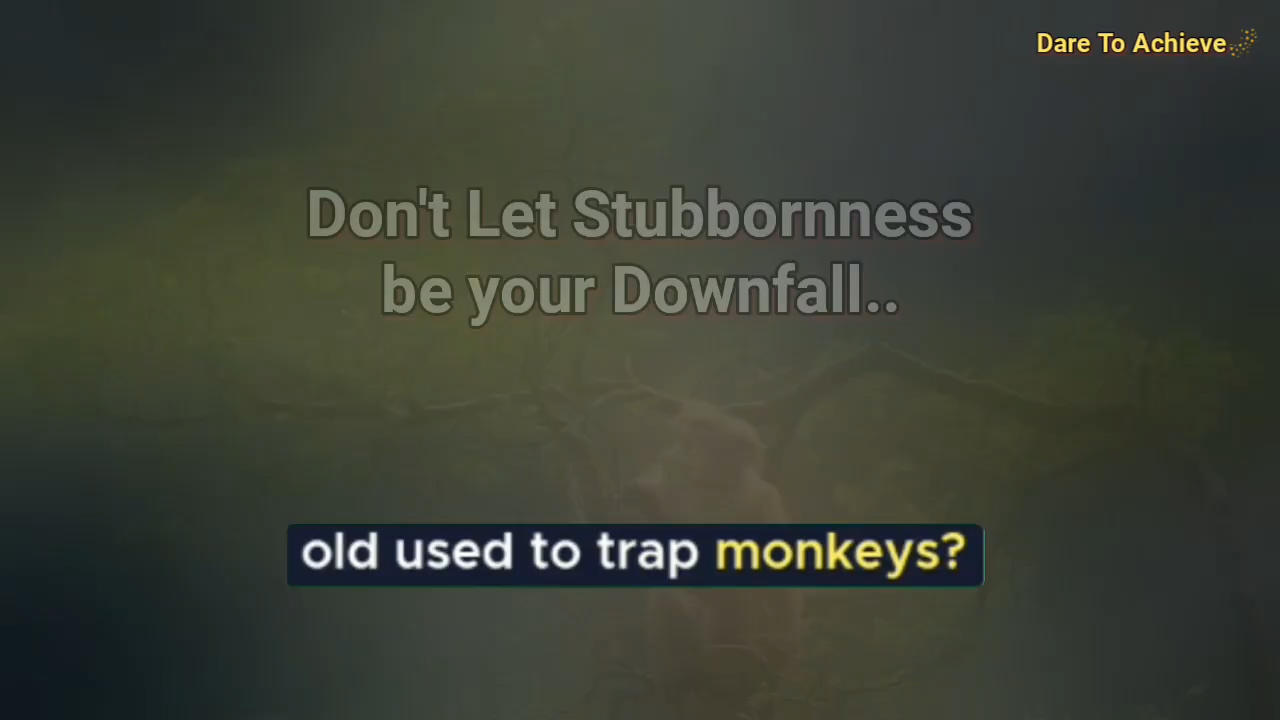 Dare To Achieve
Don't Let Stubbornness
be your Downfall..
old used to trap monkeys?